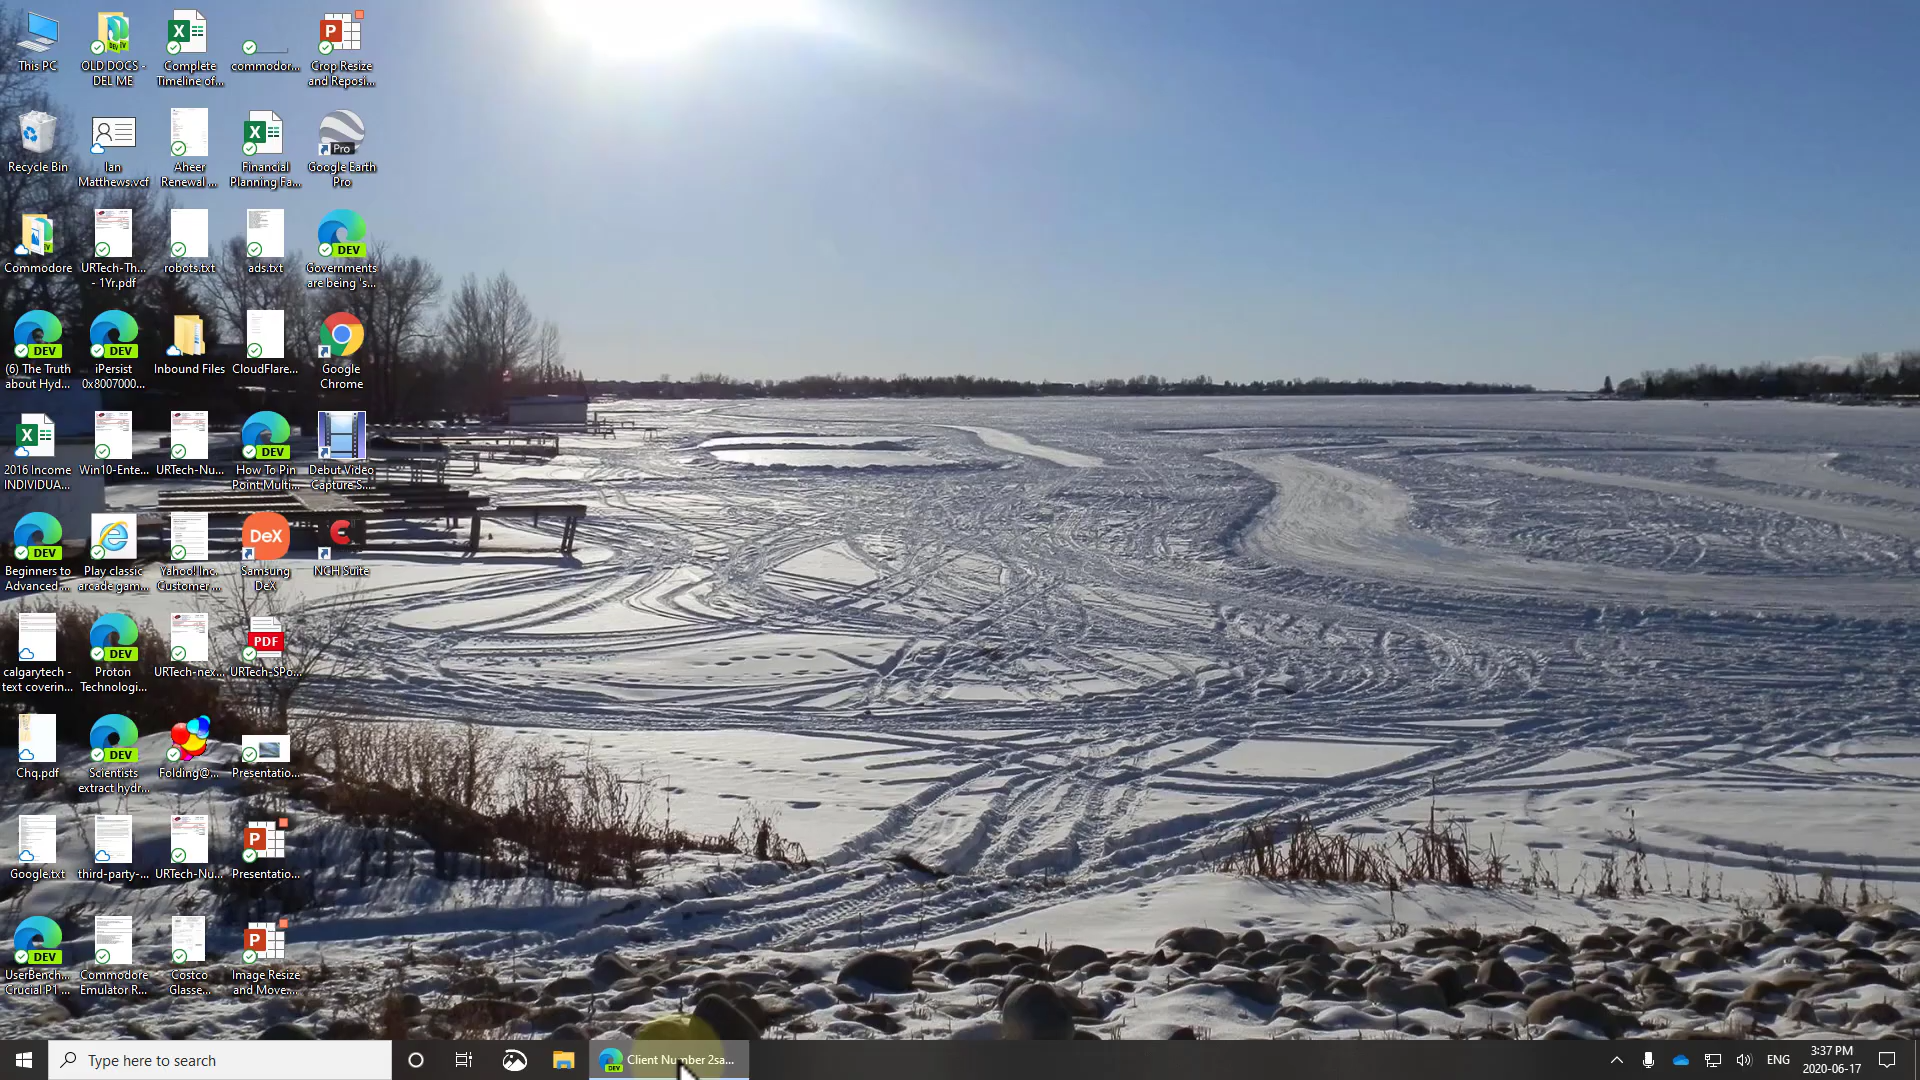 This PC
OLD DOCS -
DEL ME
Complete
Timeline of...
commodor...
Crop Resize
and Reposi...
Recycle Bin
Ian
Matthews.vcf
Aheer
Renewal ...
Financial
Planning Fa...
Pro
Google Earth
Pro
Commodore
URTech-Th...
- 1Yr.pdf
robots.txt
ads.txt
DEV
Governments
are being 's...
DEV
(6) The Truth
about Hyd...
DEV
iPersist
0x8007000...
Inbound Files
CloudFlare...
Google
Chrome
2016 Income
INDIVIDUA...
Win10-Ente...
URTech-Nu...
DEV
How To Pin
Point Multi...
Debut Video
Capture S...
DEV
Beginners to
Advanced ...
Play classic
arcade gam...
Yahoo! Inc.
Customer ...
DeX
Samsung
DeX
NCH Suite
calgarytech -
text coverin...
DEV
Proton
Technologi...
URTech-nex...
PDF
URTech-SPo...
Chq.pdf
DEV
Scientists
extract hydr...
Folding@...
Presentatio...
Google.txt
third-party-...
URTech-Nu...
Presentatio...
DEV
UserBench...
Crucial P1 ...
Commodore
Emulator R...
Costco
Glasse...
Image Resize
and Move....
Type here to search
DEV
Client Number 2sa...
ENG
3:37 PM
2020-06-17